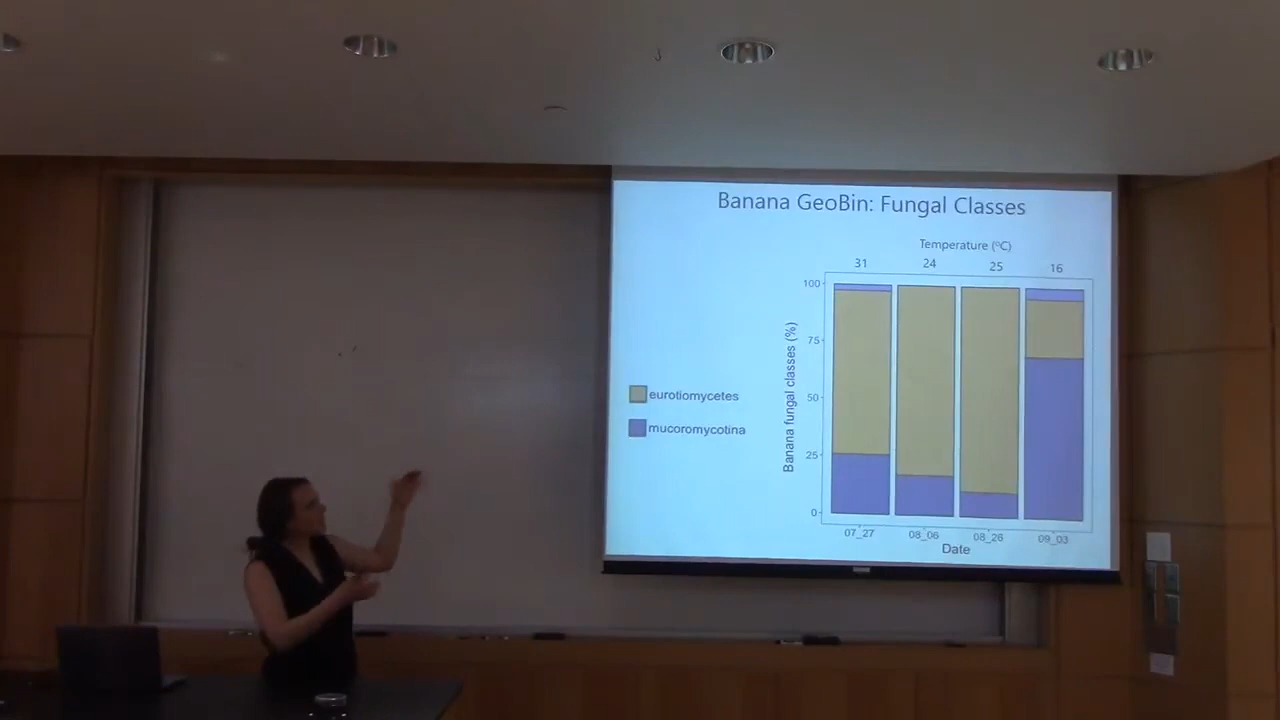 Banana GeoBin: Fungal Classes
Temperature (ºC)
31 24 25 16
100
75
50
25
0
Banana fungal classes (%)
eurotiomycetes
mucoromycotina
07_27 08_06 08_26 09_03
Date